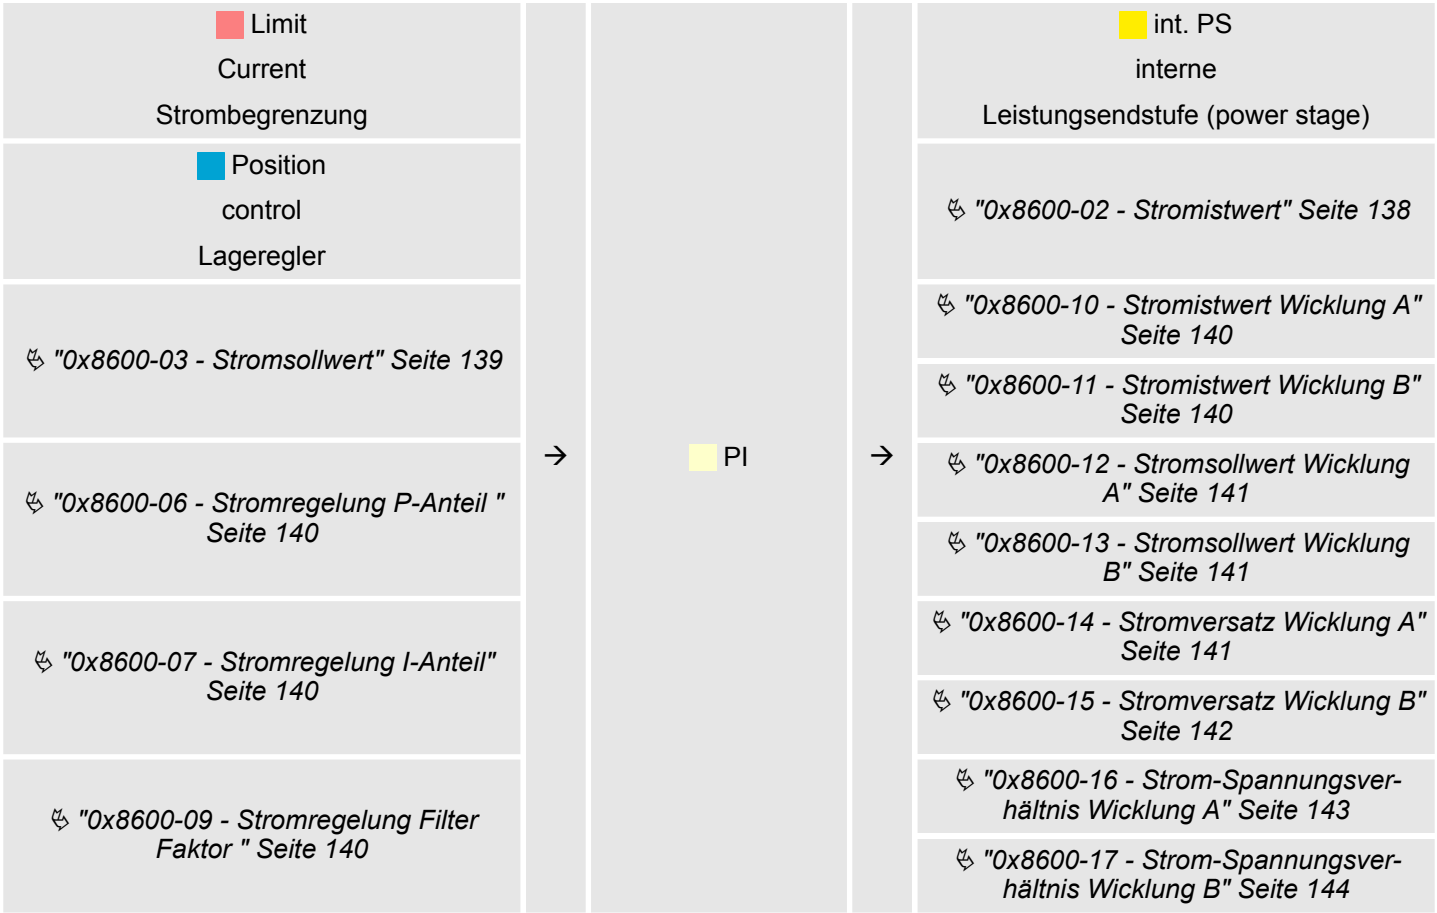 Limit
Current
Strombegrenzung
Position
control
Lageregler
"0x8600-03 - Stromsollwert" Seite 139
"0x8600-06 - Stromregelung P-Anteil "
Seite 140
"0x8600-07 - Stromregelung I-Anteil"
Seite 140
"0x8600-09 - Stromregelung Filter
Faktor " Seite 140
→
PI
→
int. PS
interne
Leistungsendstufe (power stage)
"0x8600-02 - Stromistwert" Seite 138
"0x8600-10 - Stromistwert Wicklung A"
Seite 140
"0x8600-11 - Stromistwert Wicklung B"
Seite 140
"0x8600-12 - Stromsollwert Wicklung
A" Seite 141
"0x8600-13 - Stromsollwert Wicklung
B" Seite 141
"0x8600-14 - Stromversatz Wicklung A"
Seite 141
"0x8600-15 - Stromversatz Wicklung B"
Seite 142
"0x8600-16 - Strom-Spannungsver-
hältnis Wicklung A" Seite 143
"0x8600-17 - Strom-Spannungsver-
hältnis Wicklung B" Seite 144